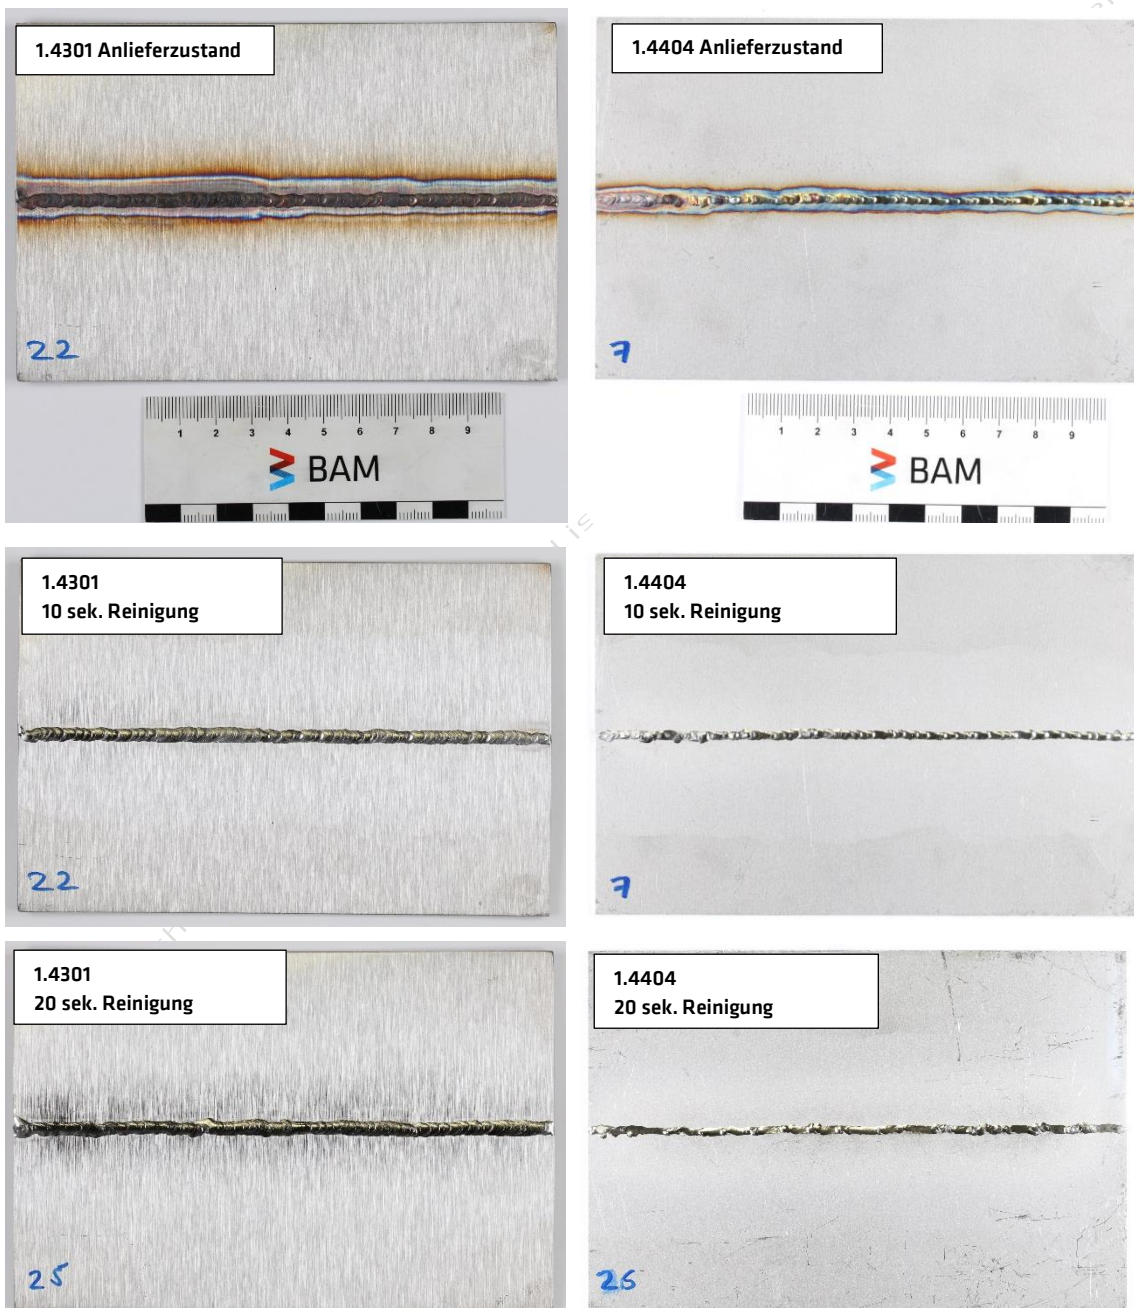 1.4301 Anlieferzustand
1.4404 Anlieferzustand
22
7
1 2 3 4 5 6 7 8 9
BAM
1 2 3 4 5 6 7 8 9
BAM
1.4301
10 sek. Reinigung
1.4404
10 sek. Reinigung
22
7
1.4301
20 sek. Reinigung
1.4404
20 sek. Reinigung
25
26